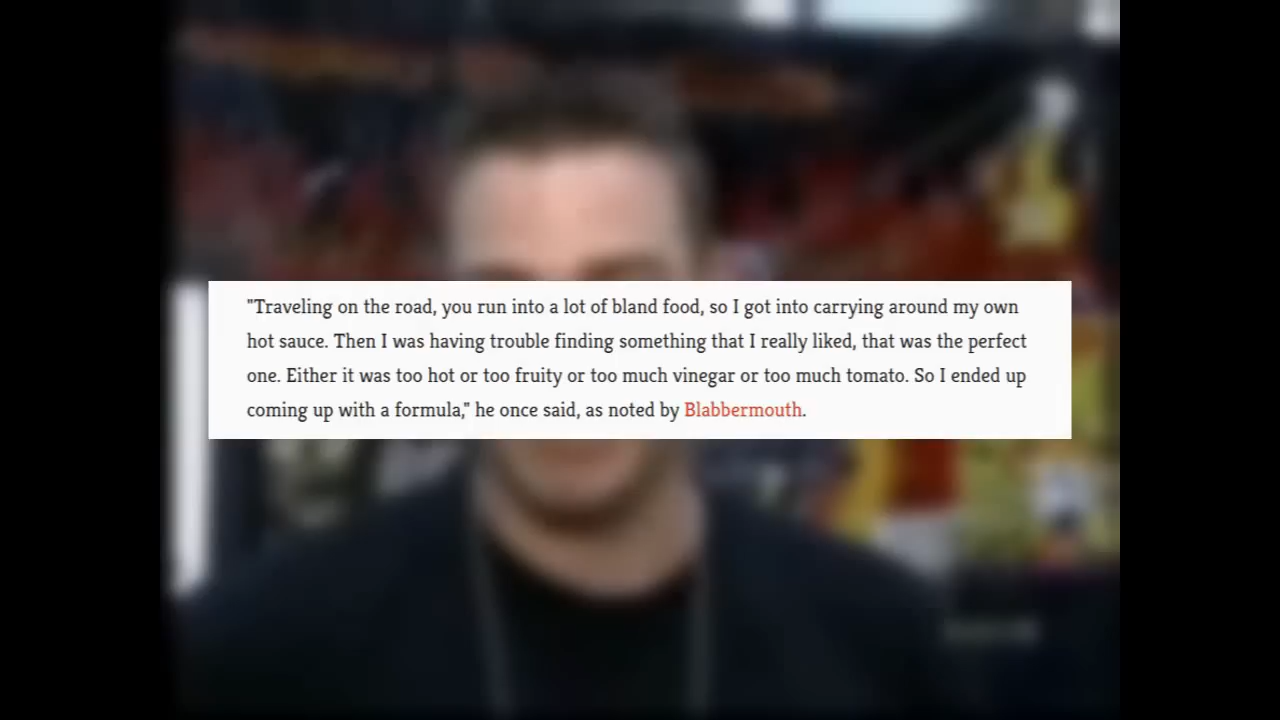 "Traveling on the road, you run into a lot of bland food, so I got into carrying around my own
hot sauce. Then I was having trouble finding something that I really liked, that was the perfect
one. Either it was too hot or too fruity or too much vinegar or too much tomato. So I ended up
coming up with a formula," he once said, as noted by Blabbermouth.